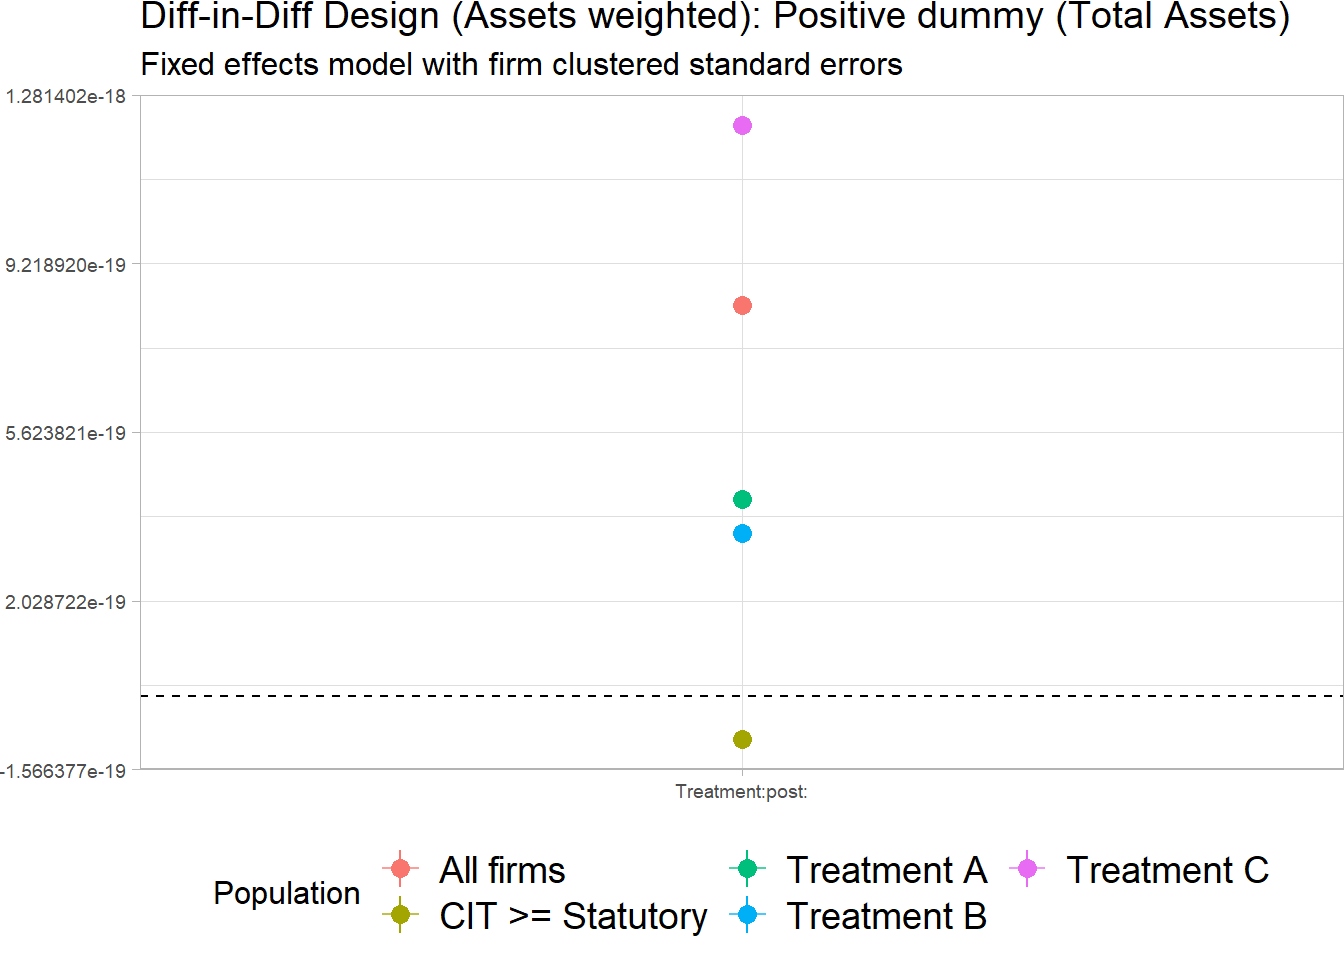 Diff-in-Diff Design (Assets weighted): Positive dummy (Total Assets)
Fixed effects model with firm clustered standard errors
1.281402e-18
9.218920e-19
5.623821e-19
2.028722e-19
-1.566377e-19
Treatment:post:
Population
All firms
Treatment A
Treatment C
CIT >= Statutory
Treatment B